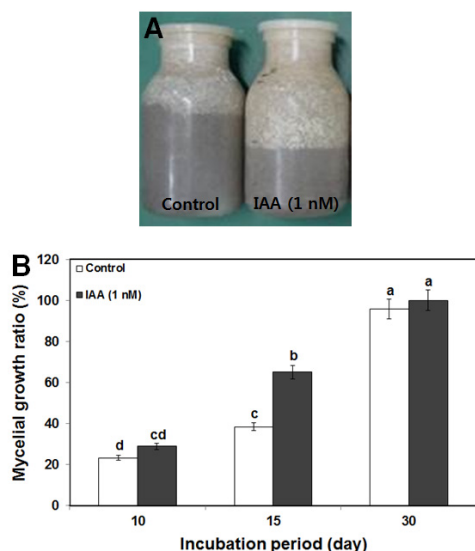 A
Control
IAA (1 nM)
B
Control
IAA (1 nM)
Mycelial growth ratio (%)
120
100
80
60
40
20
0
d
cd
c
b
a
a
10
15
30
Incubation period (day)